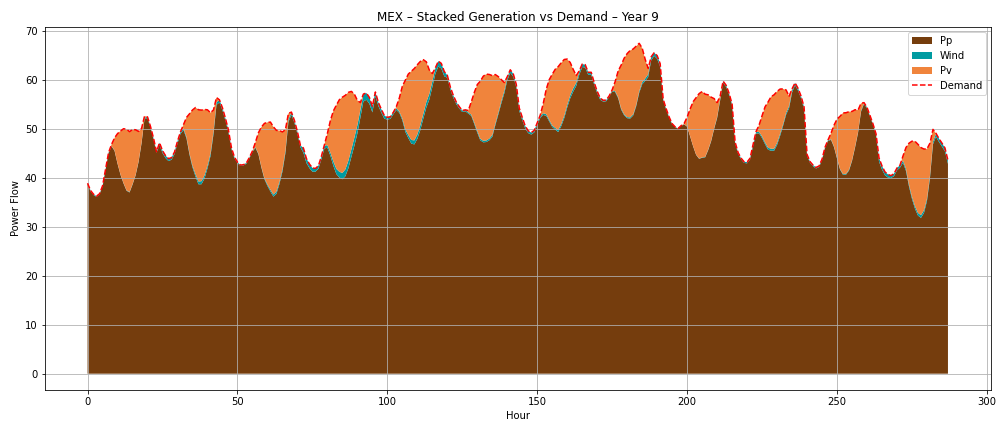 MEX – Stacked Generation vs Demand – Year 9
Power Flow
70
60
50
40
30
20
10
0
0 50 100 150 200 250 300
Hour
Pp
Wind
Pv
Demand